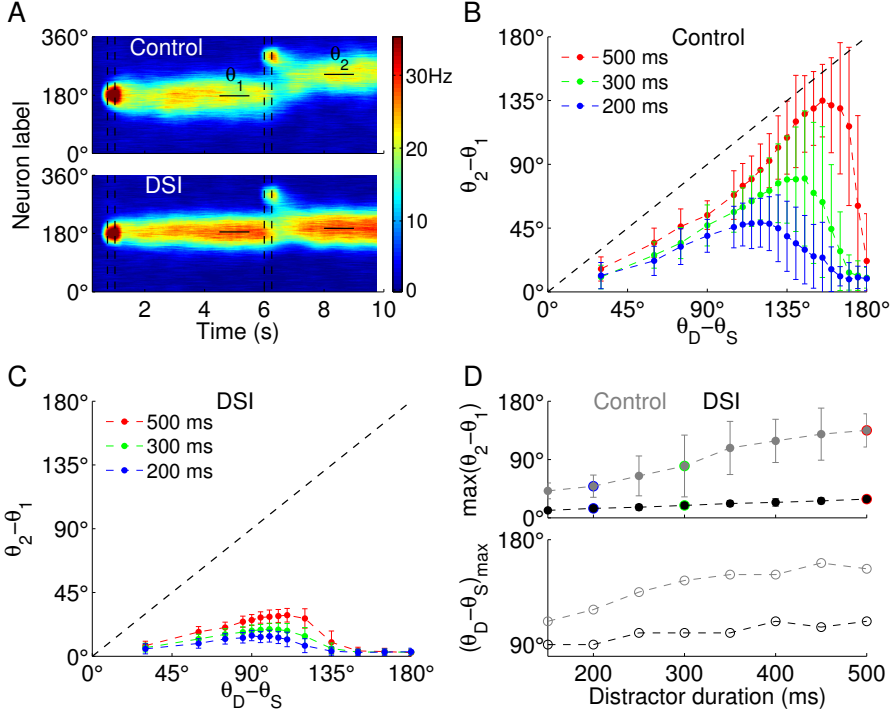 A
360°
Control
180°
0°
θ1
θ2
Neuron label
360°
DSI
180°
0°
2
4
6
8
10
Time (s)
30Hz
20
10
0
B
180°
Control
500 ms
300 ms
200 ms
135°
90°
45°
0°
θ2−θ1
0°
45°
90°
135°
180°
θD−θS
C
180°
DSI
500 ms
300 ms
200 ms
135°
90°
45°
0°
θ2−θ1
0°
45°
90°
135°
180°
θD−θS
D
180°
Control
DSI
90°
0°
max(θ2−θ1)
180°
90°
(θD−θS)max
200
300
400
500
Distractor duration (ms)